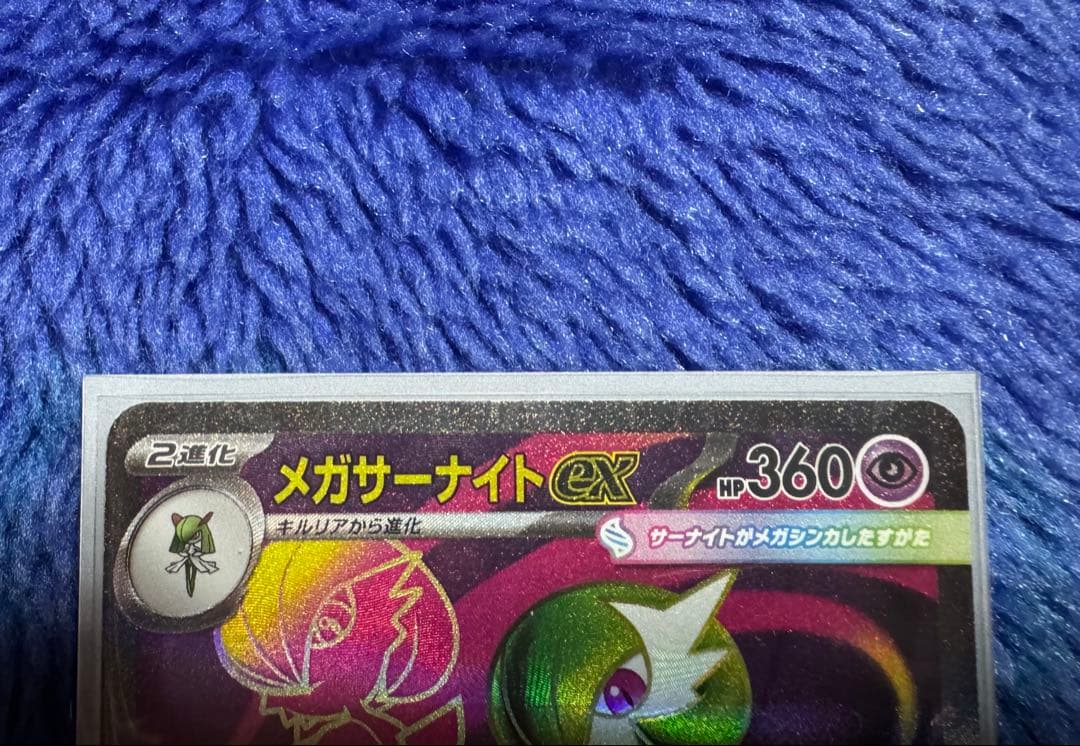 2進化
メガサーナイトex
HP360
キルリアから進化
サーナイトがメガシンカしたすがた